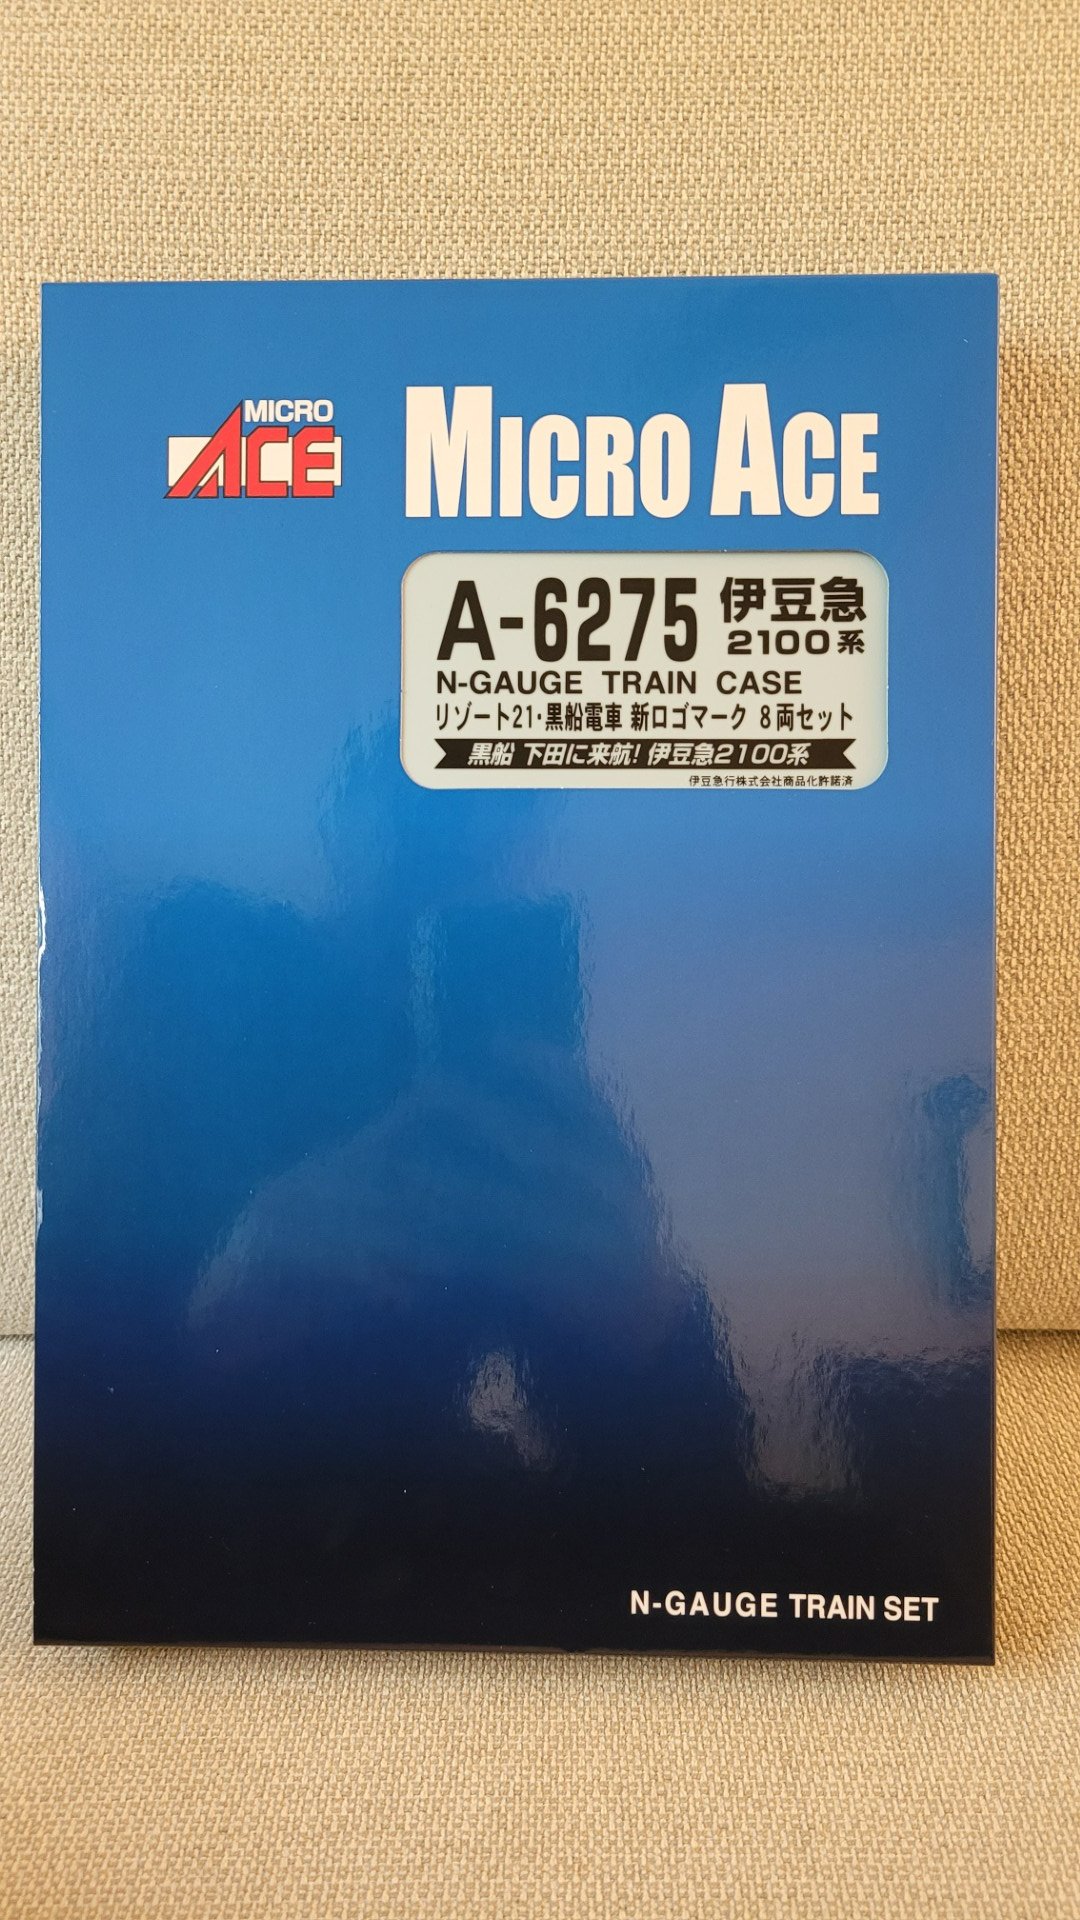 MICRO
ACE
MICRO ACE
A-6275 伊豆急
2100系
N-GAUGE TRAIN CASE
リゾート21・黒船電車 新ロゴマーク 8両セット
黒船 下田に来航! 伊豆急2100系
伊豆急行株式会社商品化許諾済
N-GAUGE TRAIN SET